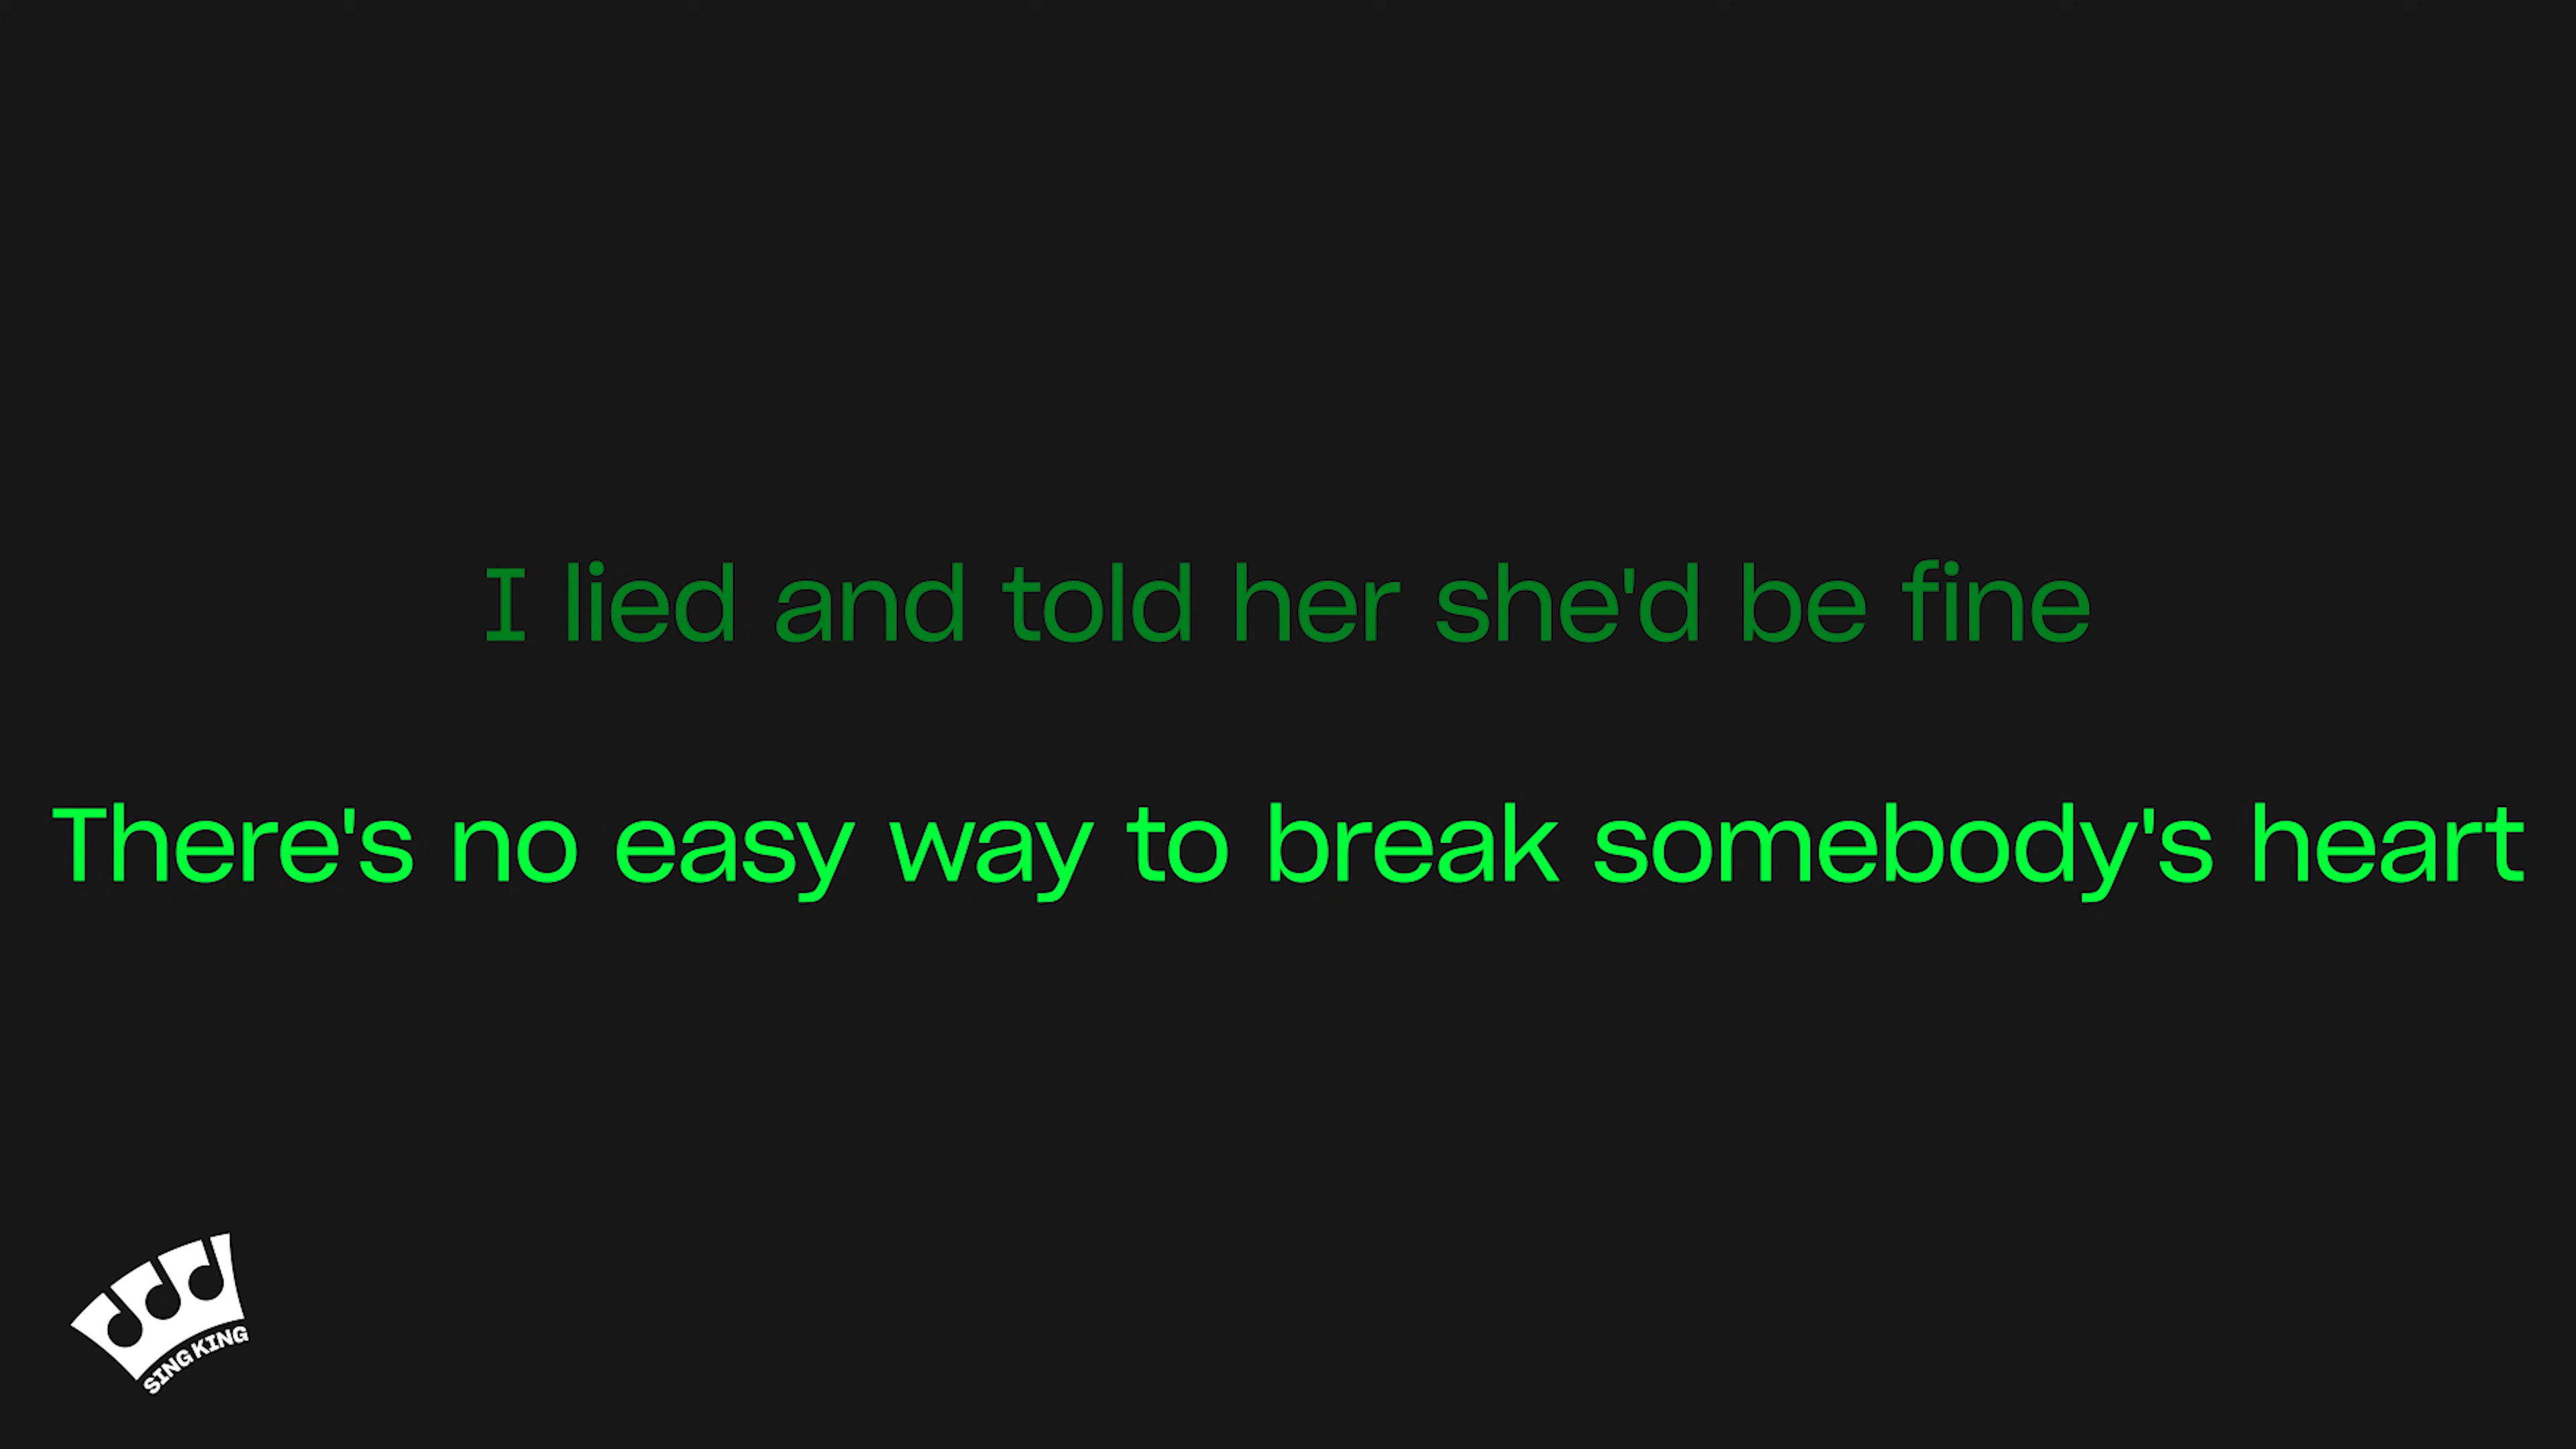 I lied and told her she'd be fine
There's no easy way to break somebody's heart
SING KING